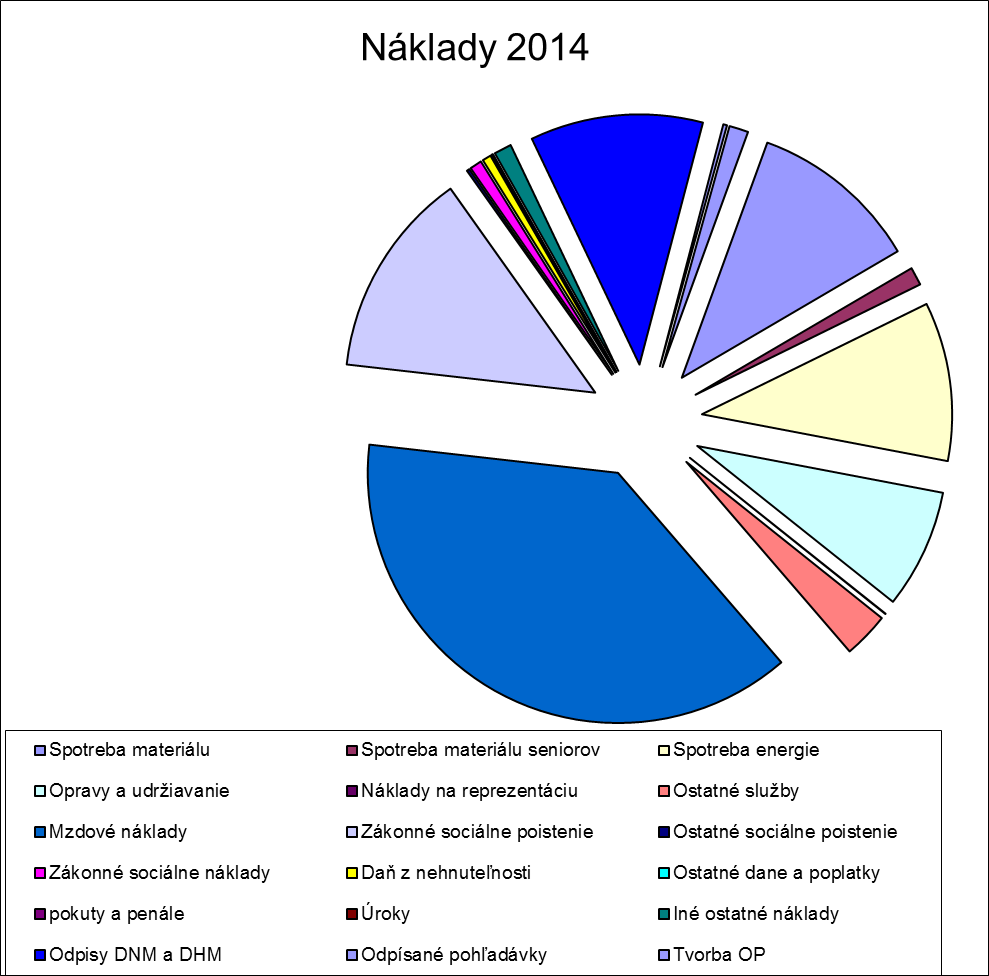 Náklady 2014
Spotreba materiálu Spotreba materiálu seniorov Spotreba energie
Opravy a udržiavanie Náklady na reprezentáciu Ostatné služby
Mzdové náklady Zákonné sociálne poistenie Ostatné sociálne poistenie
Zákonné sociálne náklady Daň z nehnuteľnosti Ostatné dane a poplatky
pokuty a penále Úroky Iné ostatné náklady
Odpisy DNM a DHM Odpísané pohľadávky Tvorba OP